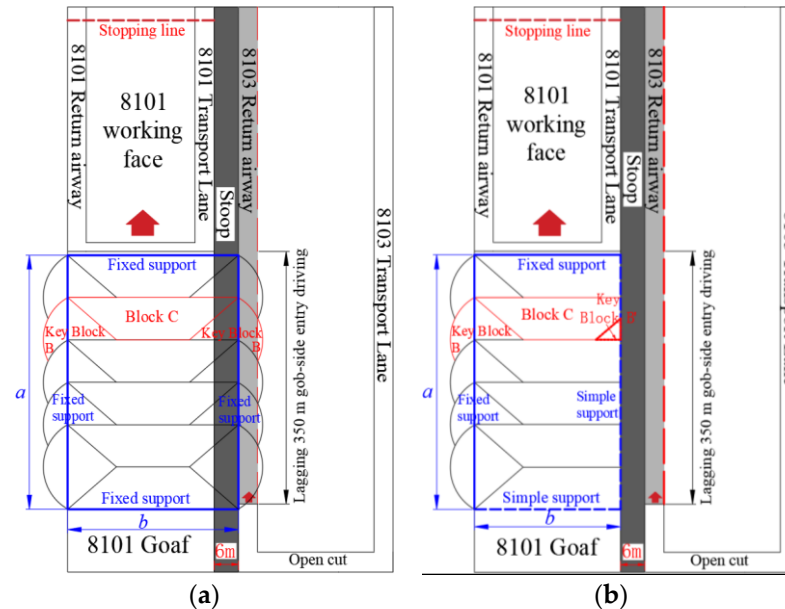 Stopping line
8101 Return airway
8101
working
face
8101 Transport Lane
8103 Return airway
Stoop
8103 Transport Lane
Fixed support
Block C
Key Block
B
Key Block
B
a
Fixed
support
Fixed
support
Fixed support
b
8101 Goaf
6m
Lagging 350 m gob-side entry driving
Open cut
(a)
Stopping line
8101 Return airway
8101
working
face
8101 Transport Lane
8103 Return airway
Stoop
Fixed support
Key
Block C
Block B
Key Block
B
a
Fixed
support
Simple
support
Simple support
b
8101 Goaf
6m
Lagging 350 m gob-side entry driving
Open cut
(b)